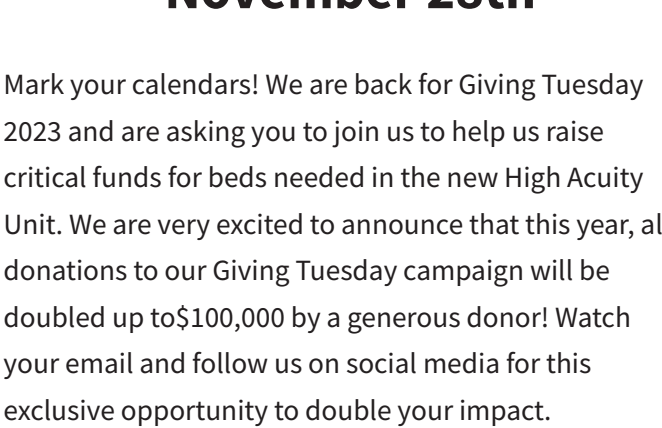 November 28th
Mark your calendars! We are back for Giving Tuesday
2023 and are asking you to join us to help us raise
critical funds for beds needed in the new High Acuity
Unit. We are very excited to announce that this year, al
donations to our Giving Tuesday campaign will be
doubled up to$100,000 by a generous donor! Watch
your email and follow us on social media for this
exclusive opportunity to double your impact.